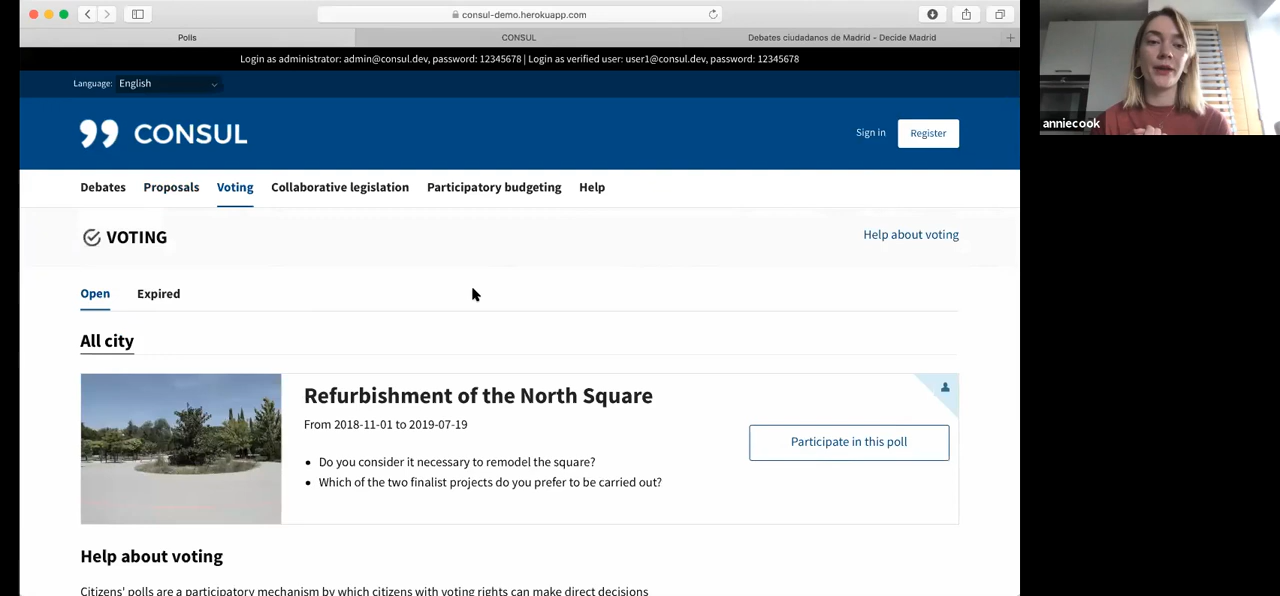 consul-demo.herokuapp.com
Polls
CONSUL
Debates ciudadanos de Madrid - Decide Madrid
Login as administrator: admin@consul.dev, password: 12345678 | Login as verified user: user1@consul.dev, password: 12345678
Language: English
CONSUL
Sign in
Register
Debates
Proposals
Voting
Collaborative legislation
Participatory budgeting
Help
VOTING
Help about voting
Open
Expired
All city
Refurbishment of the North Square
From 2018-11-01 to 2019-07-19
Do you consider it necessary to remodel the square?
Which of the two finalist projects do you prefer to be carried out?
Participate in this poll
Help about voting
Citizens' polls are a participatory mechanism by which citizens with voting rights can make direct decisions
anniecook